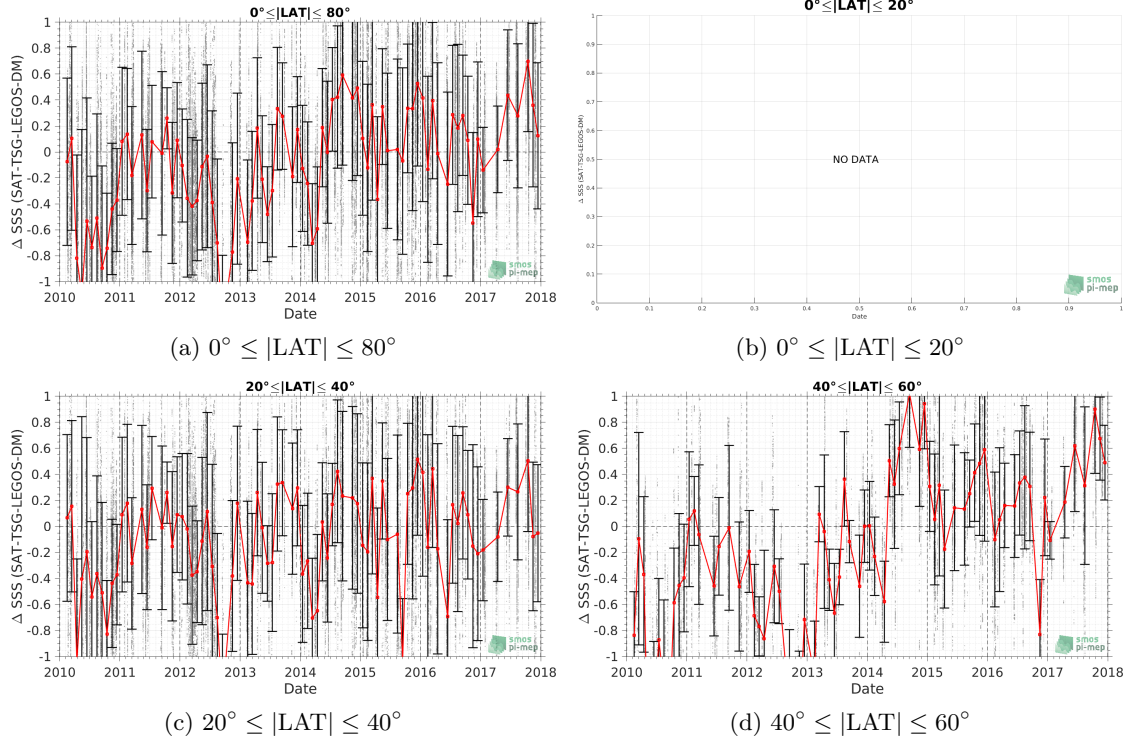 0°≤|LAT|≤ 80°
Δ SSS (SAT-TSG-LEGOS-DM)
1
0.8
0.6
0.4
0.2
0
-0.2
-0.4
-0.6
-0.8
-1
2010 2011 2012 2013 2014 2015 2016 2017 2018
Date
smos
pi-mep
(a) 0° ≤ |LAT| ≤ 80°
0°≤|LAT|≤ 20°
Δ SSS (SAT-TSG-LEGOS-DM)
1
0.9
0.8
0.7
0.6
0.5
0.4
0.3
0.2
0.1
0
NO DATA
0 0.1 0.2 0.3 0.4 0.5 0.6 0.7 0.8 0.9 1
Date
smos
pi-mep
(b) 0° ≤ |LAT| ≤ 20°
20°≤|LAT|≤ 40°
Δ SSS (SAT-TSG-LEGOS-DM)
1
0.8
0.6
0.4
0.2
0
-0.2
-0.4
-0.6
-0.8
-1
2010 2011 2012 2013 2014 2015 2016 2017 2018
Date
smos
pi-mep
(c) 20° ≤ |LAT| ≤ 40°
40°≤|LAT|≤ 60°
Δ SSS (SAT-TSG-LEGOS-DM)
1
0.8
0.6
0.4
0.2
0
-0.2
-0.4
-0.6
-0.8
-1
2010 2011 2012 2013 2014 2015 2016 2017 2018
Date
smos
pi-mep
(d) 40° ≤ |LAT| ≤ 60°